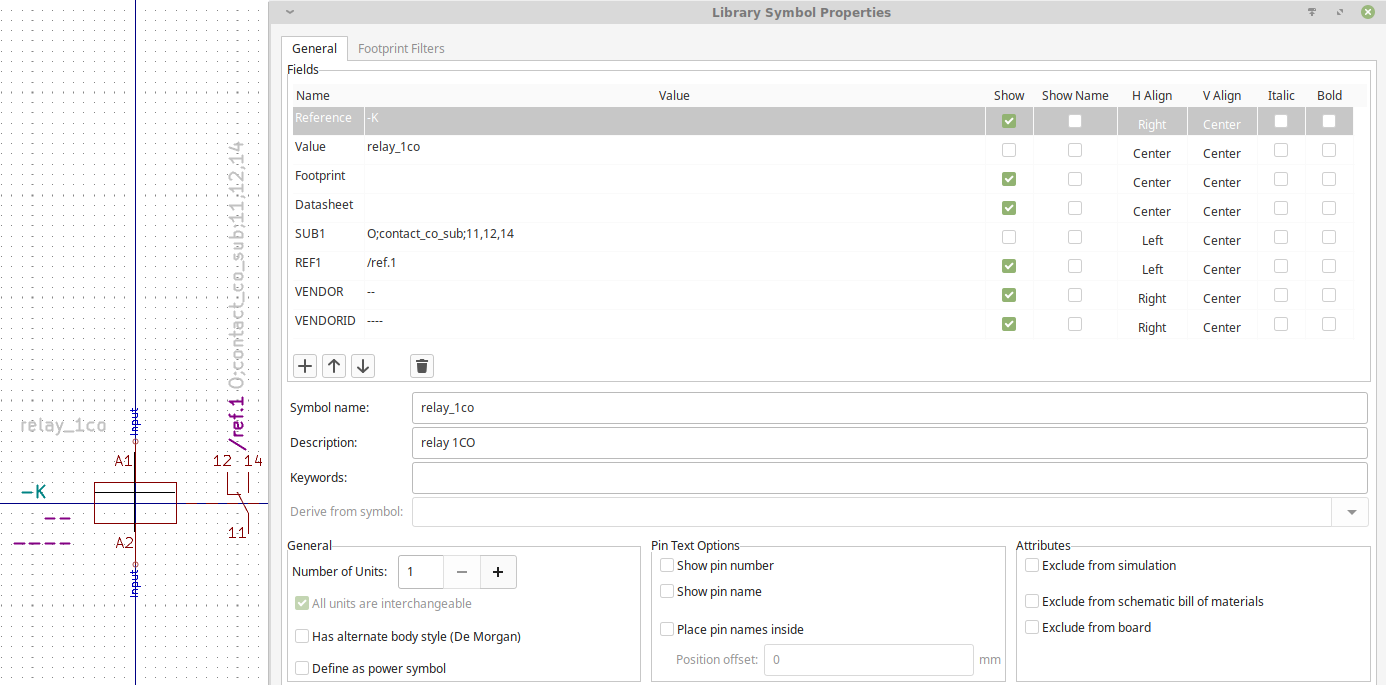 Library Symbol Properties
General Footprint Filters
Fields
Name Value Show Show Name H Align V Align Italic Bold
Reference -K Right Center
Value relay_1co Center Center
Footprint Center Center
Datasheet Center Center
SUB1 O;contact_co_sub;11,12,14 Left Center
REF1 /ref.1 Left Center
VENDOR -- Right Center
VENDORID ---- Right Center
Symbol name: relay_1co
Description: relay 1CO
Keywords:
Derive from symbol:
General
Number of Units: 1 − +
All units are interchangeable
Has alternate body style (De Morgan)
Define as power symbol
Pin Text Options
Show pin number
Show pin name
Place pin names inside
Position offset: 0 mm
Attributes
Exclude from simulation
Exclude from schematic bill of materials
Exclude from board
O;contact_co_sub;11,12,14
/ref.1
relay_1co
Input
A1
12 14
-K
--
11
----
A2
Input